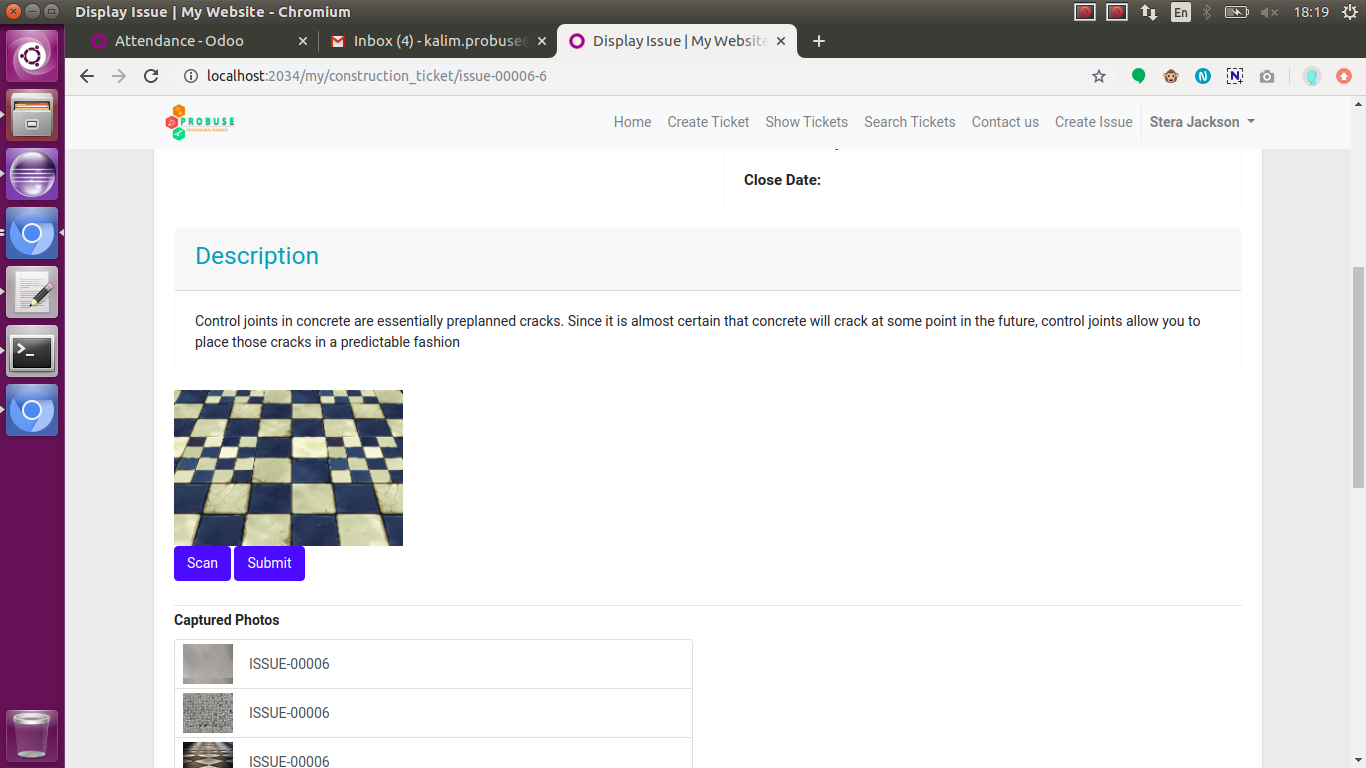 Display Issue | My Website - Chromium
En
18:19
Attendance - Odoo
Inbox (4) - kalim.probuse@
Display Issue | My Website
localhost:2034/my/construction_ticket/issue-00006-6
PROBUSE
Home
Create Ticket
Show Tickets
Search Tickets
Contact us
Create Issue
Stera Jackson
Close Date:
Description
Control joints in concrete are essentially preplanned cracks. Since it is almost certain that concrete will crack at some point in the future, control joints allow you to
place those cracks in a predictable fashion
Scan
Submit
Captured Photos
ISSUE-00006
ISSUE-00006
ISSUE-00006